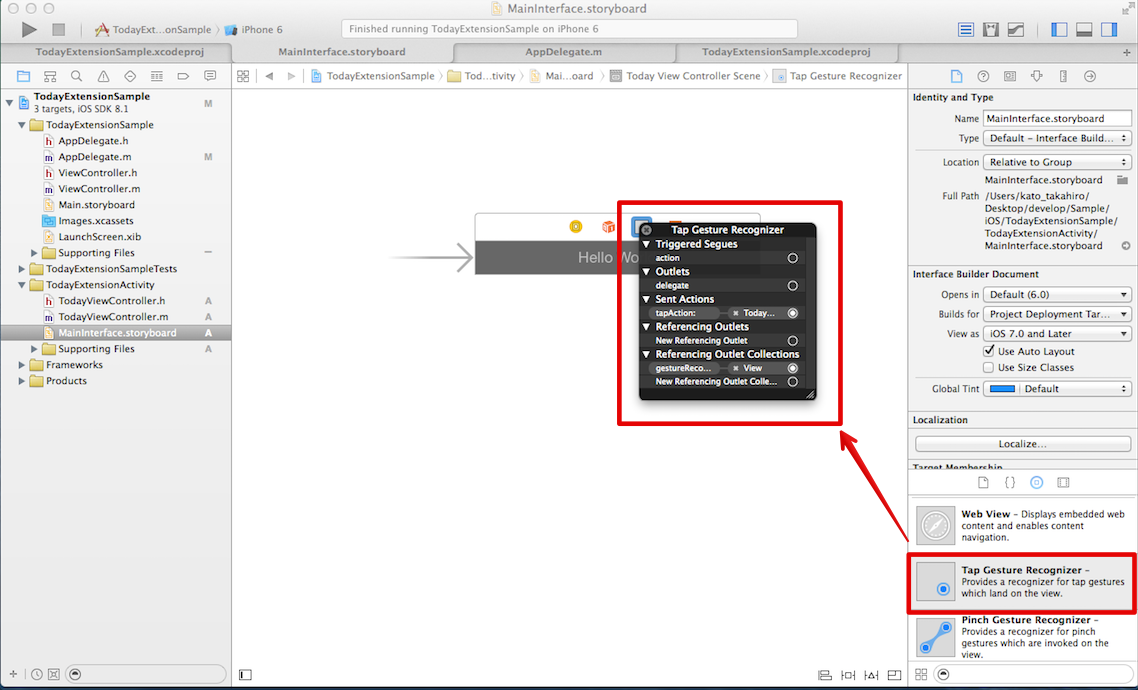 MainInterface.storyboard
TodayExt...onSample
iPhone 6
Finished running TodayExtensionSample on iPhone 6
TodayExtensionSample.xcodeproj
MainInterface.storyboard
AppDelegate.m
TodayExtensionSample.xcodeproj
TodayExtensionSample
Tod...tivity
Main...oard
Today View Controller Scene
Tap Gesture Recognizer
TodayExtensionSample
M
3 targets, iOS SDK 8.1
TodayExtensionSample
AppDelegate.h
AppDelegate.m
M
ViewController.h
ViewController.m
Main.storyboard
Images.xcassets
LaunchScreen.xib
Supporting Files
TodayExtensionSampleTests
TodayExtensionActivity
TodayViewController.h
A
TodayViewController.m
A
MainInterface.storyboard
A
Supporting Files
A
Frameworks
Products
Hello Wo
Tap Gesture Recognizer
Triggered Segues
action
Outlets
delegate
Sent Actions
tapAction:
Today...
Referencing Outlets
New Referencing Outlet
Referencing Outlet Collections
gestureReco...
View
New Referencing Outlet Colle...
Identity and Type
Name MainInterface.storyboard
Type Default - Interface Build...
Location Relative to Group
MainInterface.storyboard
Full Path /Users/kato_takahiro/
Desktop/develop/Sample/
iOS/TodayExtensionSample/
TodayExtensionActivity/
MainInterface.storyboard
Interface Builder Document
Opens in Default (6.0)
Builds for Project Deployment Tar...
View as iOS 7.0 and Later
Use Auto Layout
Use Size Classes
Global Tint Default
Localization
Localize...
Target Membership
Web View - Displays embedded web
content and enables content
navigation.
Tap Gesture Recognizer -
Provides a recognizer for tap gestures
which land on the view.
Pinch Gesture Recognizer -
Provides a recognizer for pinch
gestures which are invoked on the
view.